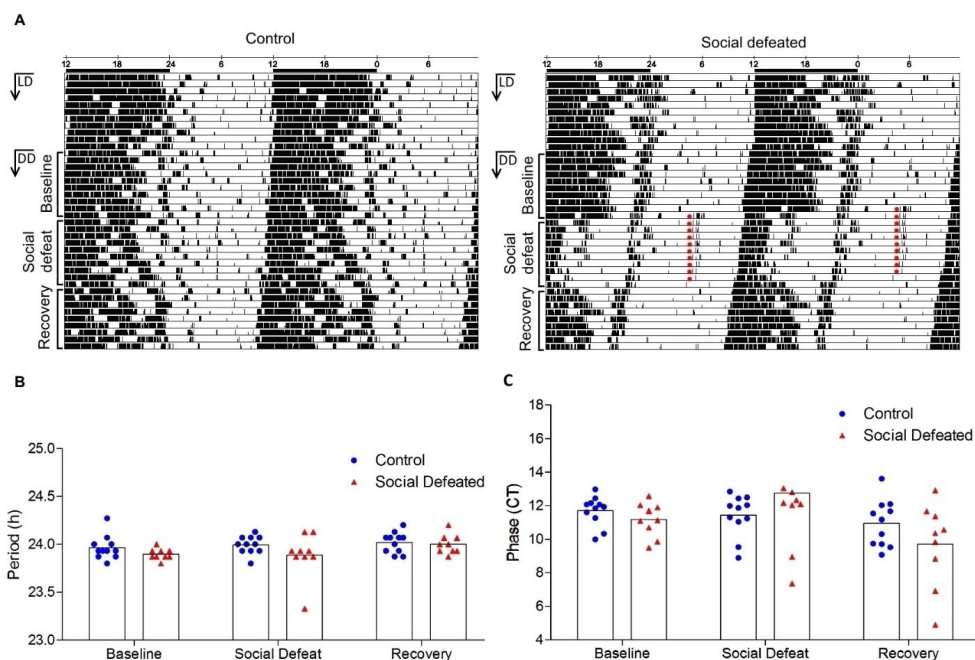 A
Control
Social defeated
12 18 24 6 12 18 0 6
12 18 24 6 12 18 0 6
LD
DD
Baseline
Social defeat
Recovery
LD
DD
Baseline
Social defeat
Recovery
B
Control
Social Defeated
Period (h)
25.0
24.5
24.0
23.5
23.0
Baseline Social Defeat Recovery
C
Control
Social Defeated
Phase (CT)
18
16
14
12
10
8
6
4
Baseline Social Defeat Recovery